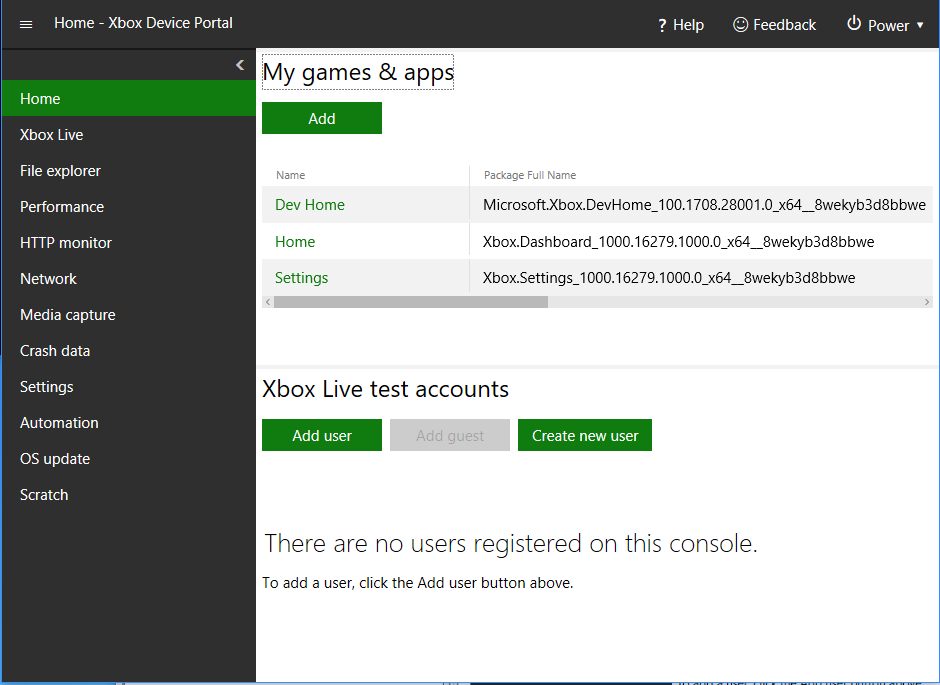 Home - Xbox Device Portal
? Help
Feedback
Power
Home
Xbox Live
File explorer
Performance
HTTP monitor
Network
Media capture
Crash data
Settings
Automation
OS update
Scratch
My games & apps
Add
Name Package Full Name
Dev Home Microsoft.Xbox.DevHome_100.1708.28001.0_x64__8wekyb3d8bbwe
Home Xbox.Dashboard_1000.16279.1000.0_x64__8wekyb3d8bbwe
Settings Xbox.Settings_1000.16279.1000.0_x64__8wekyb3d8bbwe
Xbox Live test accounts
Add user
Add guest
Create new user
There are no users registered on this console.
To add a user, click the Add user button above.